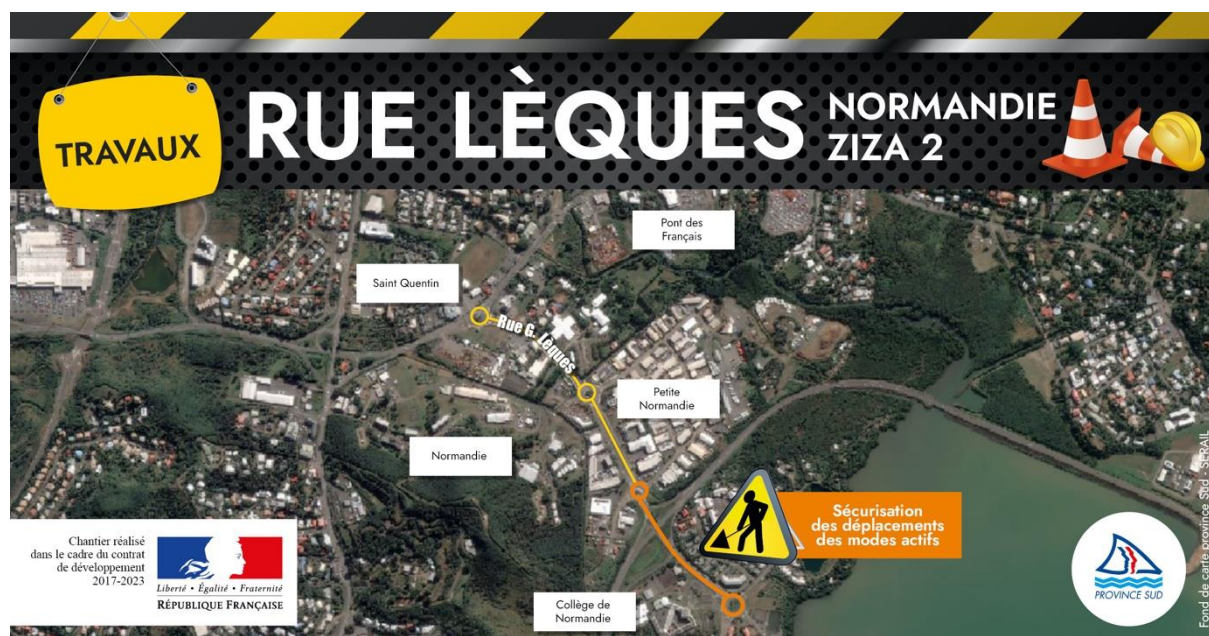 TRAVAUX
RUE LÈQUES
NORMANDIE
ZIZA 2
Pont des
Français
Saint Quentin
Rue G. Lèques
Petite
Normandie
Normandie
Sécurisation
des déplacements
des modes actifs
Chantier réalisé
dans le cadre du contrat
de développement
2017-2023
Liberté • Égalité • Fraternité
RÉPUBLIQUE FRANÇAISE
Collège de
Normandie
PROVINCE SUD
Fond de carte province Sud - SERAIL